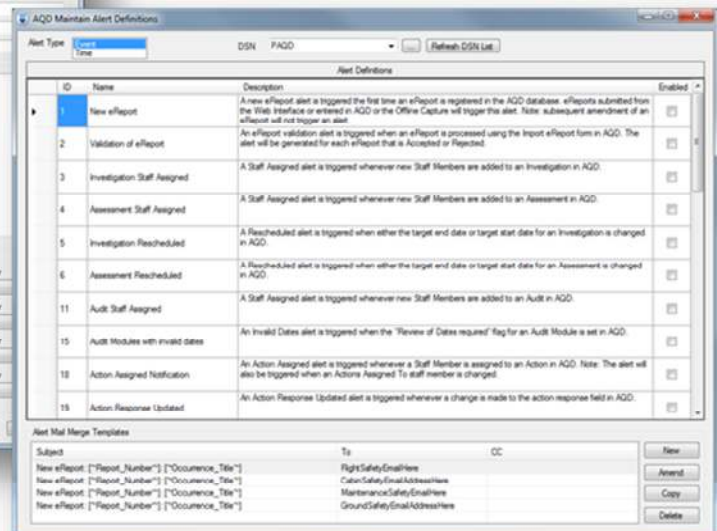 AQD Maintain Alert Definitions
Alert Type
Event
Time
DSN PAQD ... Refresh DSN List
Alert Definitions
ID Name Description Enabled
1 New eReport
A new eReport alert is triggered the first time an eReport is registered in the AQD database. eReports submitted from
the Web Interface or entered in AQD or the Offline Capture will trigger this alert. Note: subsequent amendment of an
eReport will not trigger an alert.
2 Validation of eReport
An eReport validation alert is triggered when an eReport is processed using the Import eReport form in AQD. The
alert will be generated for each eReport that is Accepted or Rejected.
3 Investigation Staff Assigned
A Staff Assigned alert is triggered whenever new Staff Members are added to an Investigation in AQD.
4 Assessment Staff Assigned
A Staff Assigned alert is triggered whenever new Staff Members are added to an Assessment in AQD.
5 Investigation Rescheduled
A Rescheduled alert is triggered when either the target end date or target start date for an Investigation is changed
in AQD.
6 Assessment Rescheduled
A Rescheduled alert is triggered when either the target end date or target start date for an Assessment is changed
in AQD.
11 Audit Staff Assigned
A Staff Assigned alert is triggered whenever new Staff Members are added to an Audit in AQD.
15 Audit Modules with invalid dates
An Invalid Dates alert is triggered when the "Review of Dates required" flag for an Audit Module is set in AQD.
18 Action Assigned Notification
An Action Assigned alert is triggered whenever a Staff Member is assigned to an Action in AQD. Note: The alert will
also be triggered when an Actions Assigned To staff member is changed.
19 Action Response Updated
An Action Response Updated alert is triggered whenever a change is made to the action response field in AQD.
Alert Mail Merge Templates
Subject To CC
New eReport: [~Report_Number~]: [~Occurrence_Title~] FlightSafetyEmailHere
New eReport: [~Report_Number~]: [~Occurrence_Title~] CabinSafetyEmailAddressHere
New eReport: [~Report_Number~]: [~Occurrence_Title~] MaintenanceSafetyEmailHere
New eReport: [~Report_Number~]: [~Occurrence_Title~] GroundSafetyEmailAddressHere
New
Amend
Copy
Delete